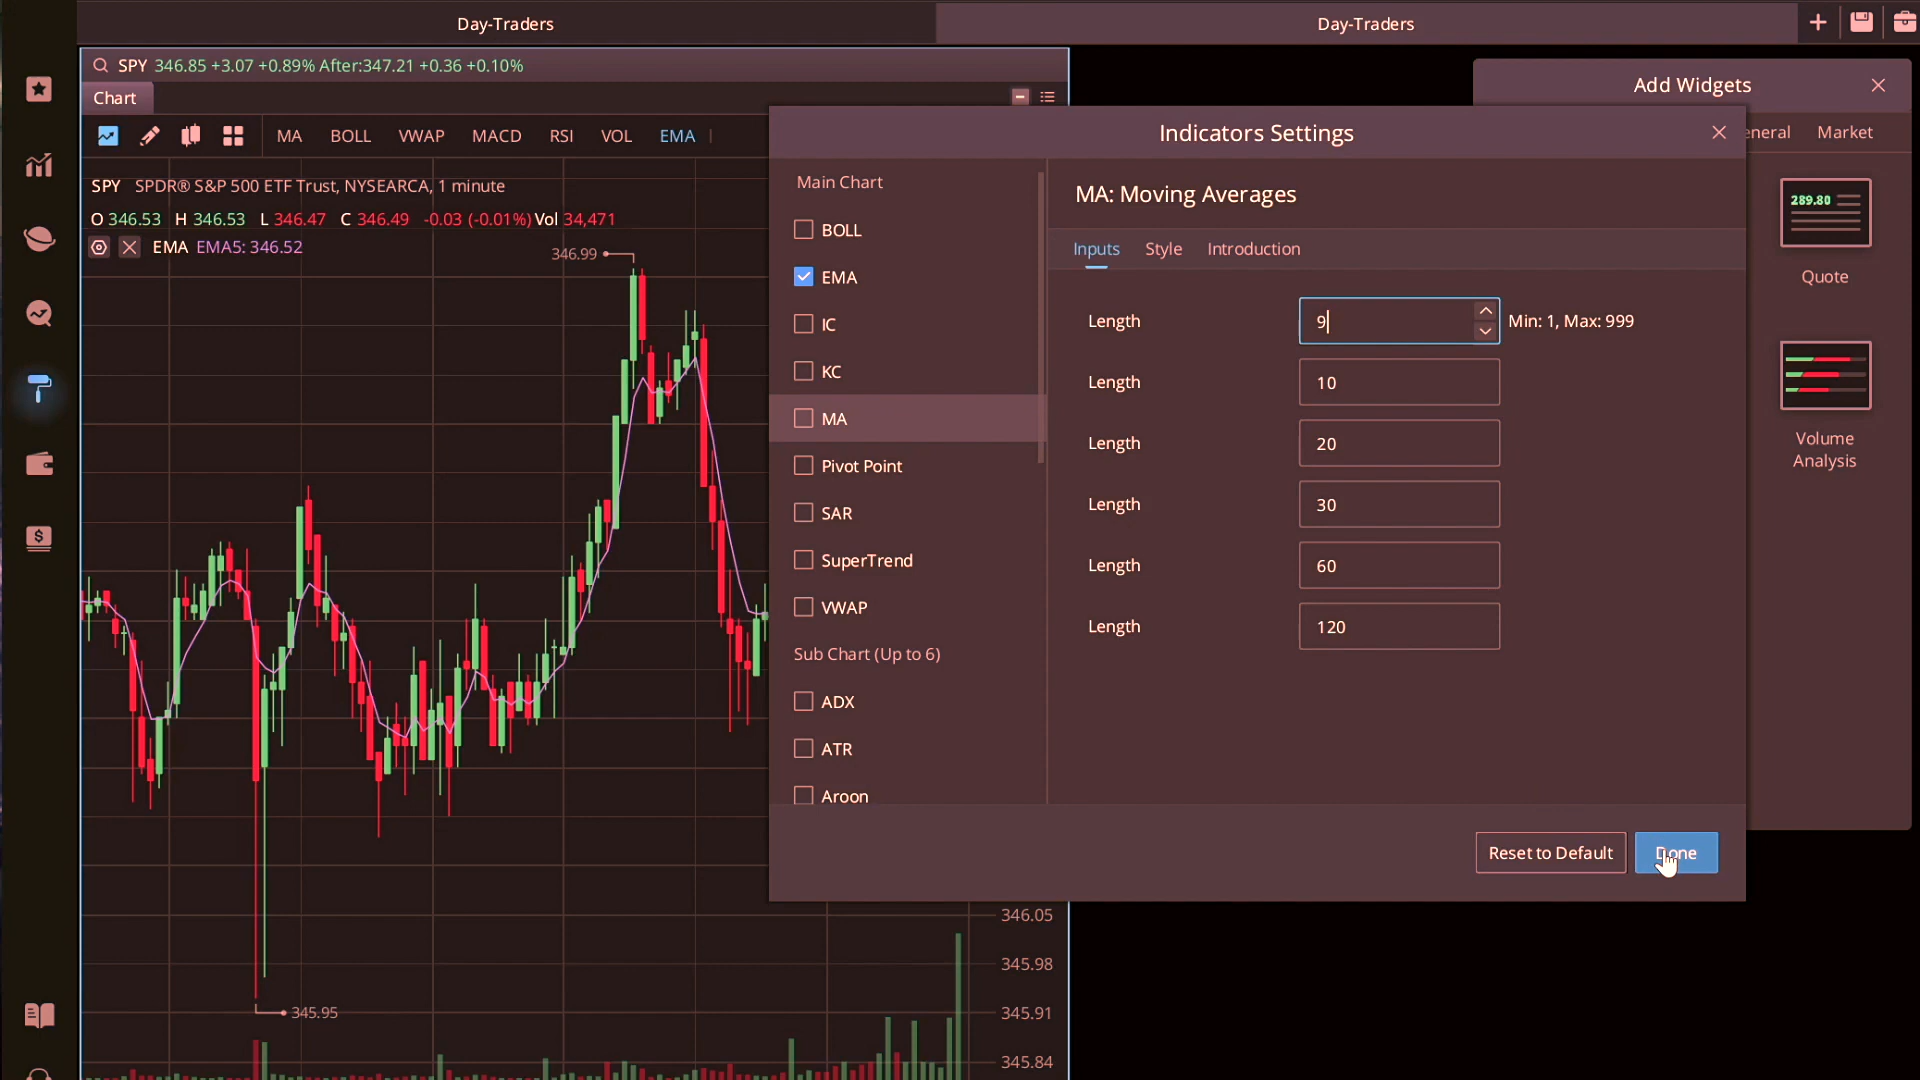 Day-Traders
Day-Traders
SPY 346.85 +3.07 +0.89% After:347.21 +0.36 +0.10%
Add Widgets
Chart
MA BOLL VWAP MACD RSI VOL EMA
Indicators Settings
eneral Market
SPY SPDR® S&P 500 ETF Trust, NYSEARCA, 1 minute
O 346.53 H 346.53 L 346.47 C 346.49 -0.03 (-0.01%) Vol 34,471
EMA EMA5: 346.52
346.99
345.95
Main Chart
BOLL
EMA
IC
KC
MA
Pivot Point
SAR
SuperTrend
VWAP
Sub Chart (Up to 6)
ADX
ATR
Aroon
MA: Moving Averages
Inputs Style Introduction
Length 9 Min: 1, Max: 999
Length 10
Length 20
Length 30
Length 60
Length 120
Reset to Default Done
289.80
Quote
Volume
Analysis
346.05
345.98
345.91
345.84